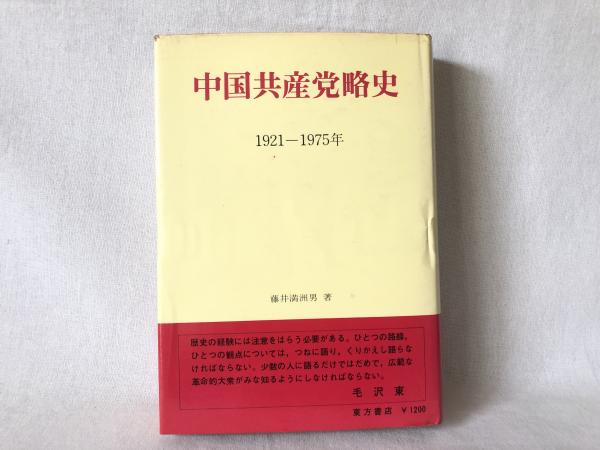 中国共産党略史
1921—1975年
藤井満洲男 著
歴史の経験には注意をはらう必要がある。ひとつの路線、
ひとつの観点については、つねに語り、くりかえし語らな
ければならない。少数の人に語るだけではだめで、広範な
革命的大衆がみな知るようにしなければならない。
毛沢東
東方書店 ¥1200